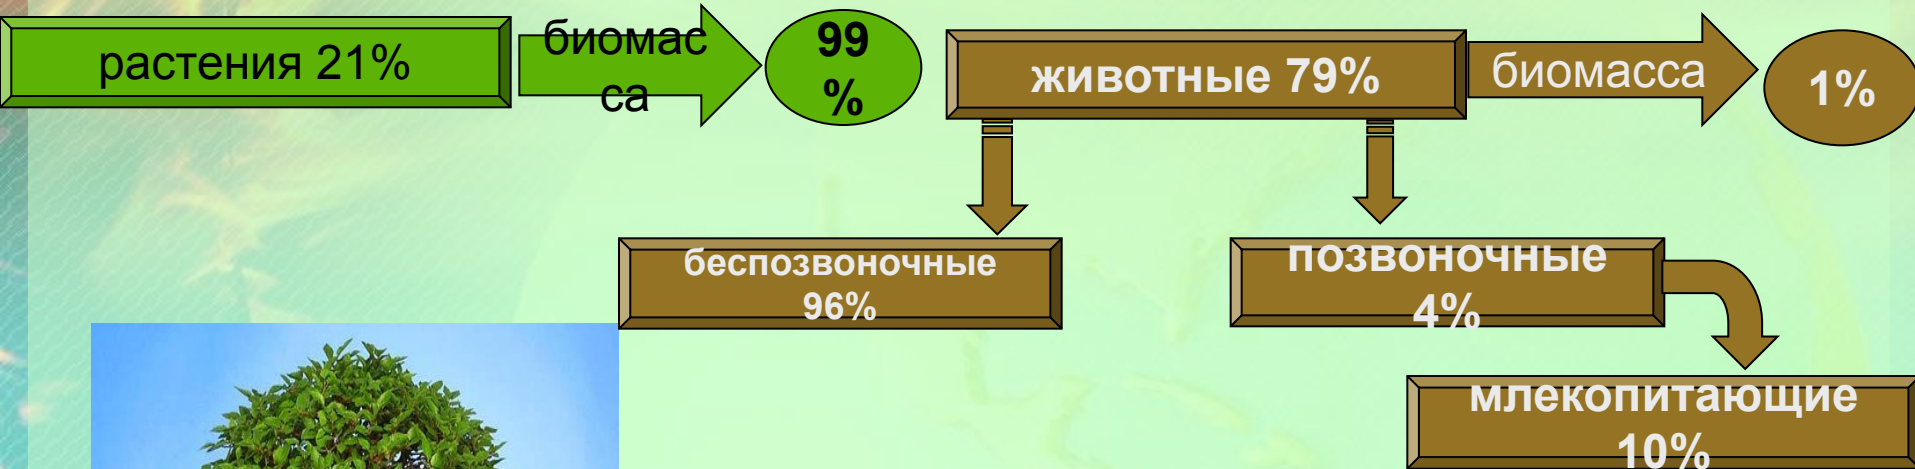 растения 21%
биомас
са
99
%
животные 79%
биомасса
1%
беспозвоночные
96%
позвоночные
4%
млекопитающие
10%